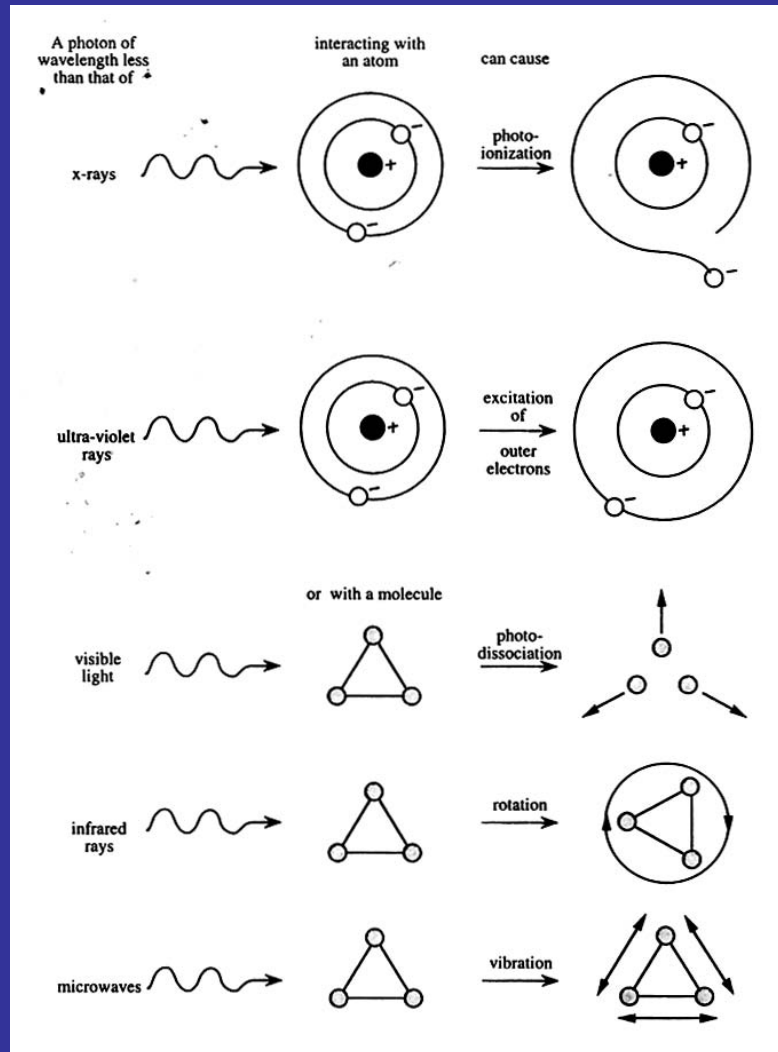 A photon of
wavelength less
than that of
interacting with
an atom
can cause
x-rays
+
−
−
photo-
ionization
+
−
−
ultra-violet
rays
+
−
−
excitation
of
outer
electrons
+
−
−
or with a molecule
visible
light
photo-
dissociation
infrared
rays
rotation
microwaves
vibration